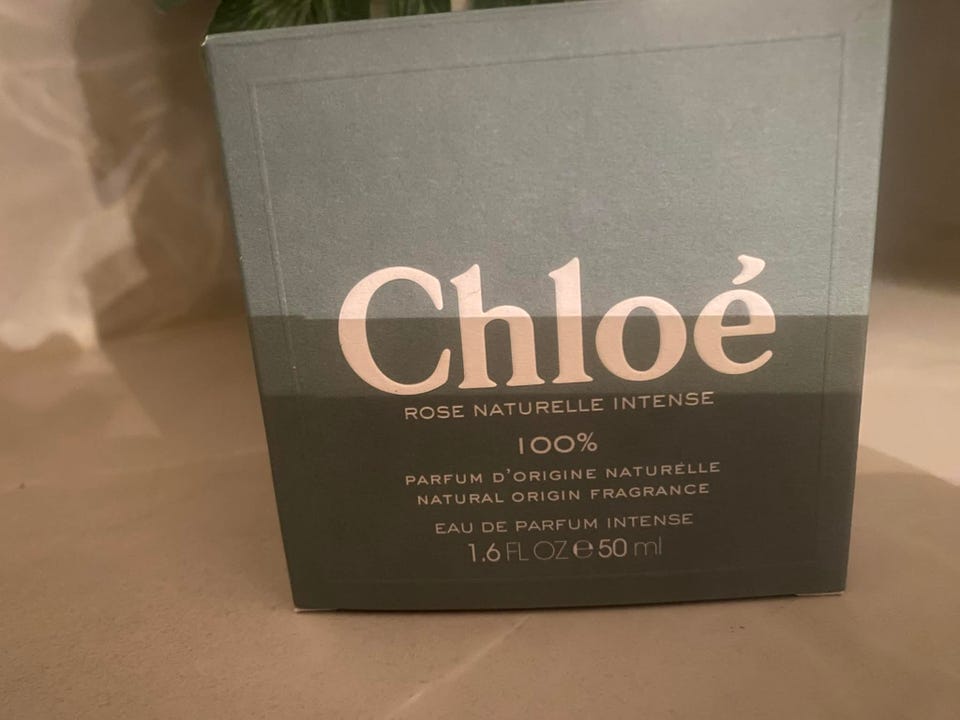 Chloé
ROSE NATURELLE INTENSE
100%
PARFUM D'ORIGINE NATURELLE
NATURAL ORIGIN FRAGRANCE
EAU DE PARFUM INTENSE
1.6 FL OZ ℮ 50 ml